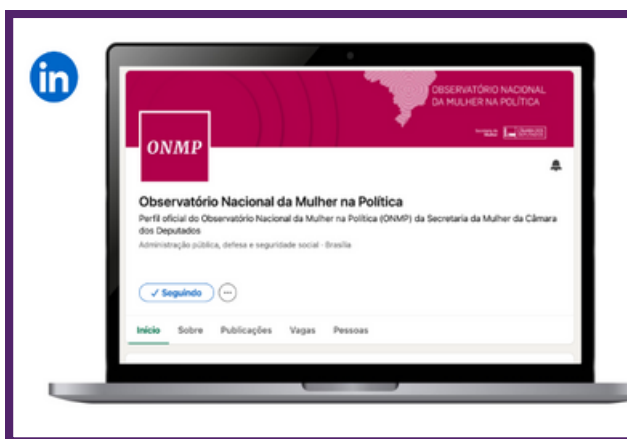 in
OBSERVATÓRIO NACIONAL
DA MULHER NA POLÍTICA
ONMP
Observatório Nacional da Mulher na Política
Perfil oficial do Observatório Nacional da Mulher na Política (ONMP) da Secretaria da Mulher da Câmara
dos Deputados
Administração pública, defesa e seguridade social · Brasília
✓ Seguindo
Início Sobre Publicações Vagas Pessoas